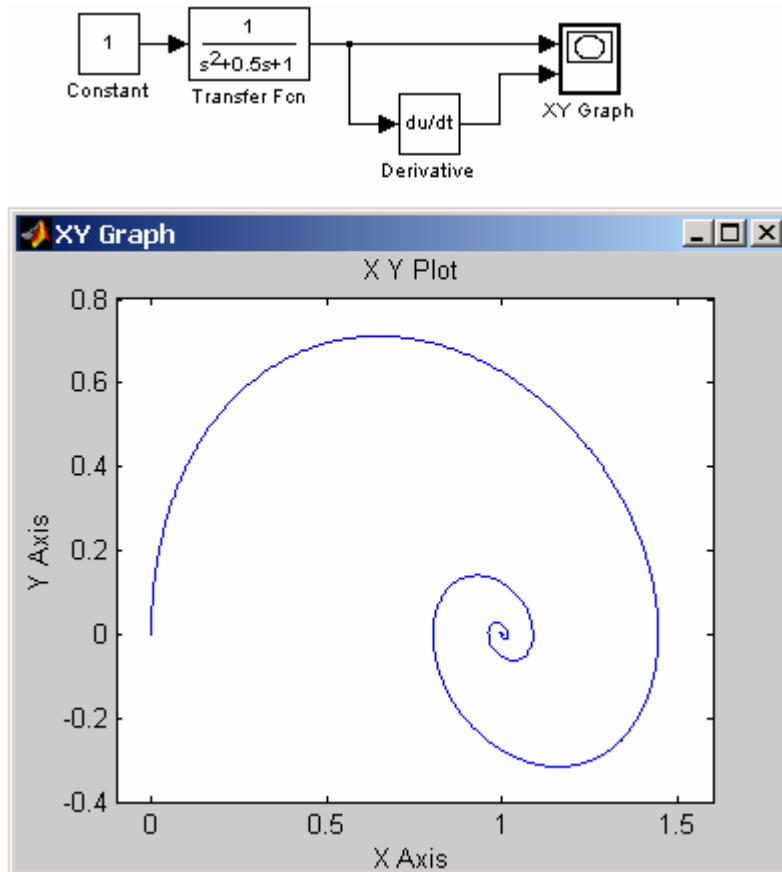 1
Constant
1
s²+0.5s+1
Transfer Fcn
du/dt
Derivative
XY Graph
XY Graph
X Y Plot
0.8
0.6
0.4
0.2
0
-0.2
-0.4
Y Axis
0
0.5
1
1.5
X Axis